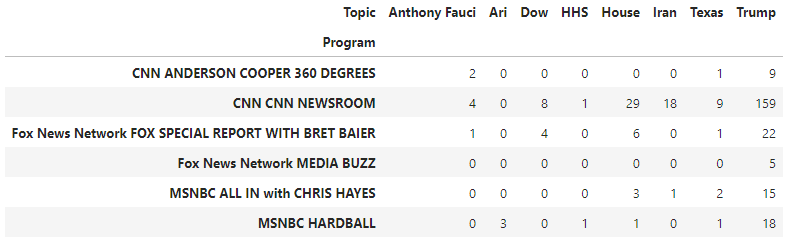 Topic Anthony Fauci Ari Dow HHS House Iran Texas Trump
Program
CNN ANDERSON COOPER 360 DEGREES 2 0 0 0 0 0 1 9
CNN CNN NEWSROOM 4 0 8 1 29 18 9 159
Fox News Network FOX SPECIAL REPORT WITH BRET BAIER 1 0 4 0 6 0 1 22
Fox News Network MEDIA BUZZ 0 0 0 0 0 0 0 5
MSNBC ALL IN with CHRIS HAYES 0 0 0 0 3 1 2 15
MSNBC HARDBALL 0 3 0 1 1 0 1 18